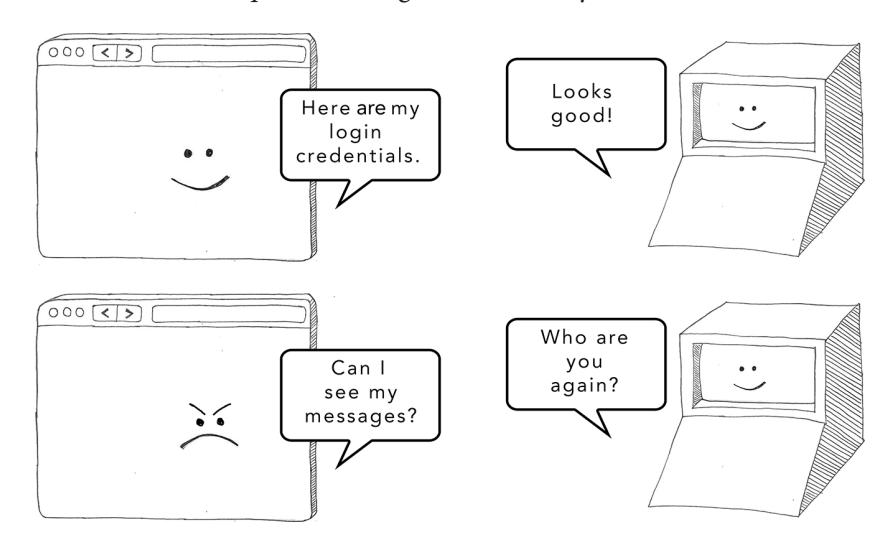 Here are my
login
credentials.
Looks
good!
Can I
see my
messages?
Who are
you
again?